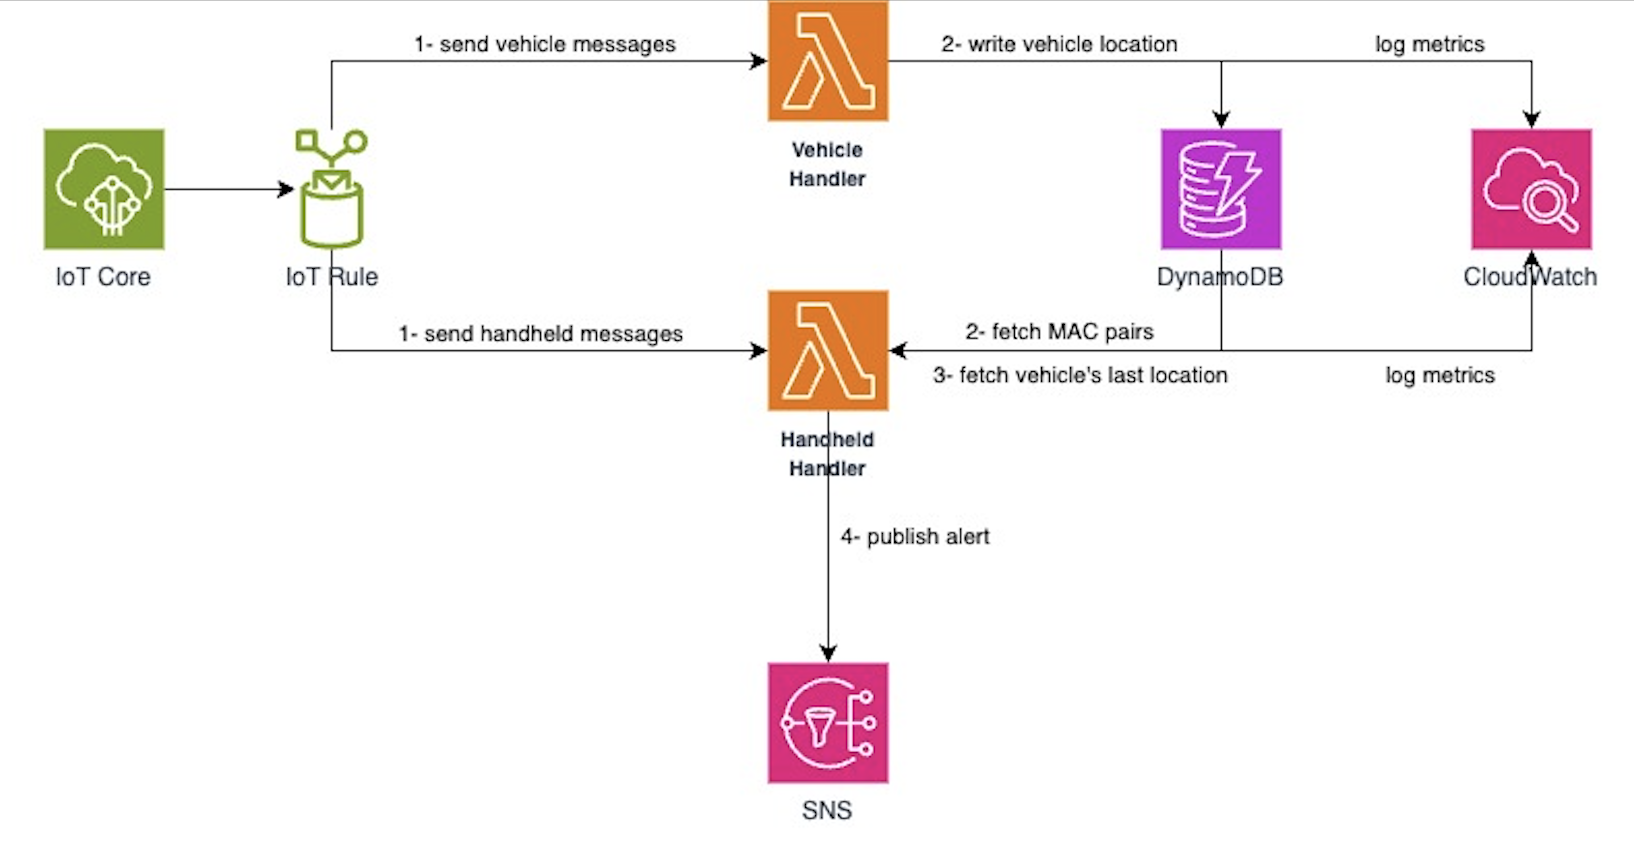 1- send vehicle messages
2- write vehicle location
log metrics
Vehicle
Handler
IoT Core
IoT Rule
DynamoDB
CloudWatch
1- send handheld messages
2- fetch MAC pairs
3- fetch vehicle's last location
log metrics
Handheld
Handler
4- publish alert
SNS